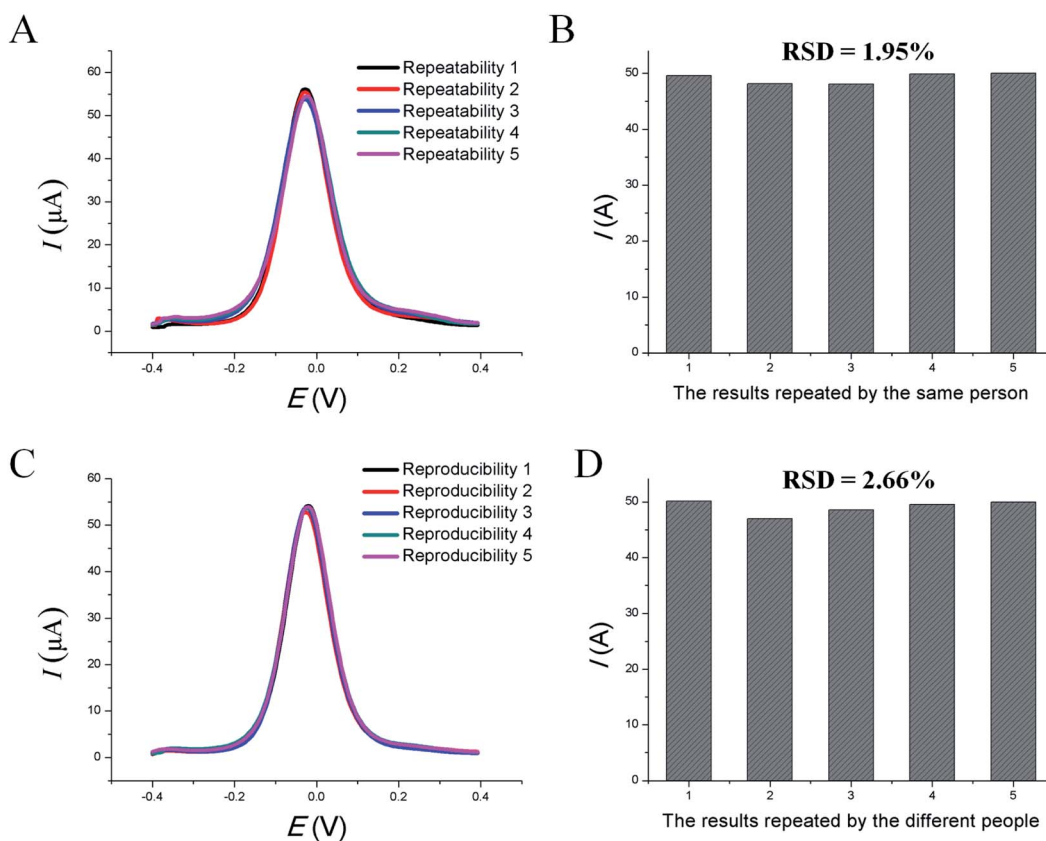 A
60
50
40
30
20
10
0
I (μA)
-0.4
-0.2
0.0
0.2
0.4
E (V)
Repeatability 1
Repeatability 2
Repeatability 3
Repeatability 4
Repeatability 5
B
RSD = 1.95%
50
40
30
20
10
0
I (A)
1
2
3
4
5
The results repeated by the same person
C
60
50
40
30
20
10
0
I (μA)
-0.4
-0.2
0.0
0.2
0.4
E (V)
Reproducibility 1
Reproducibility 2
Reproducibility 3
Reproducibility 4
Reproducibility 5
D
RSD = 2.66%
50
40
30
20
10
0
I (A)
1
2
3
4
5
The results repeated by the different people